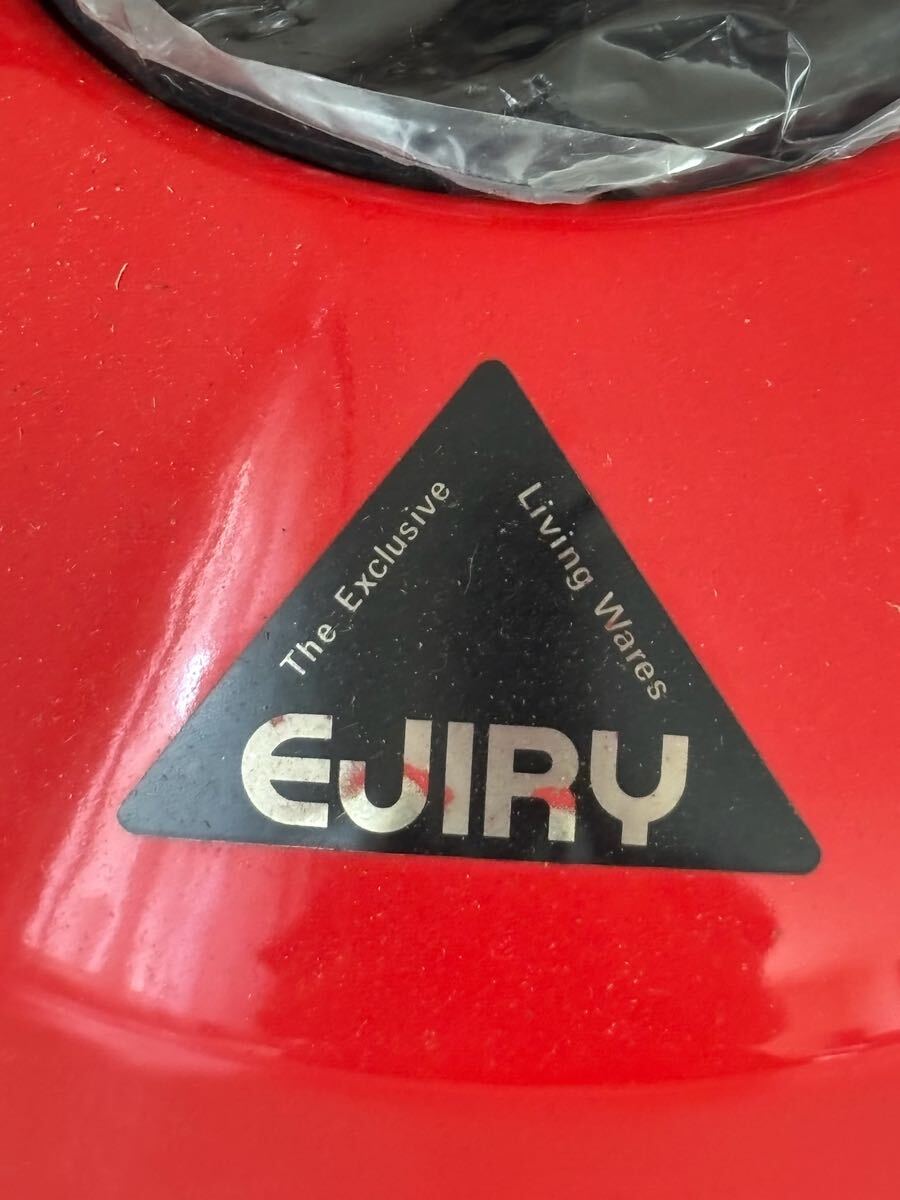 The Exclusive
Living Wares
EJIRY